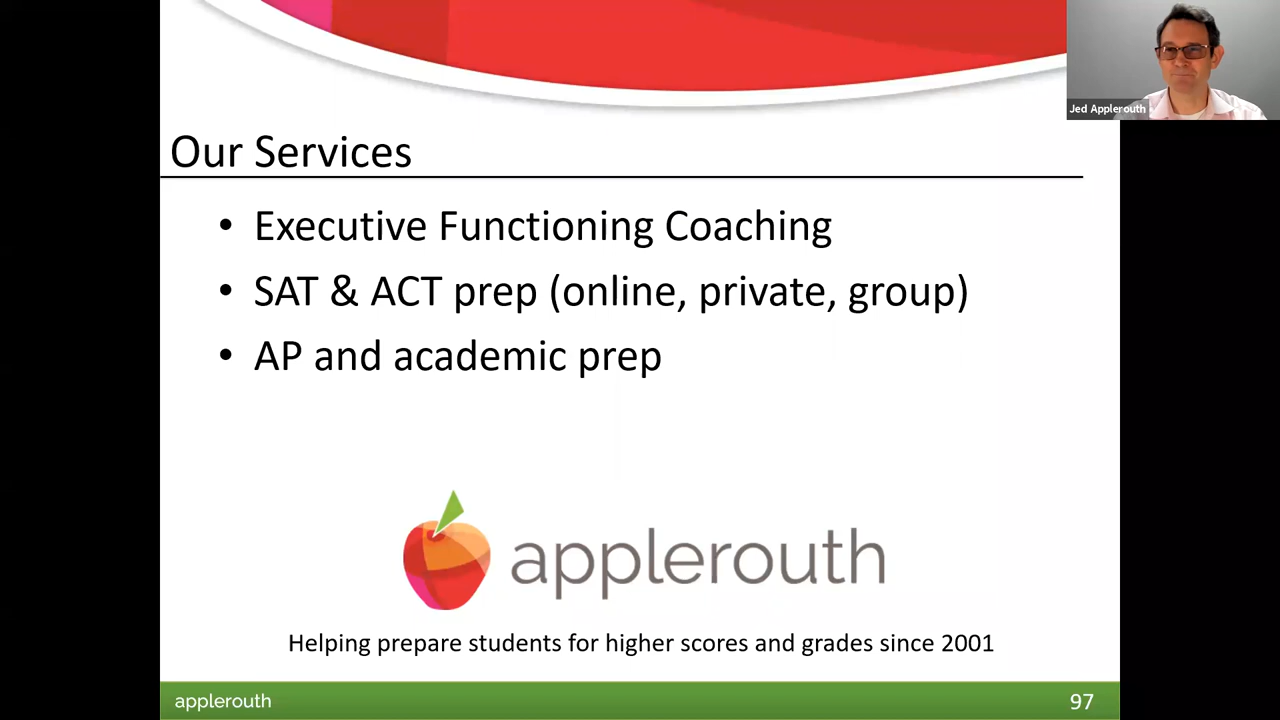 Jed Applerouth
Our Services
• Executive Functioning Coaching
• SAT & ACT prep (online, private, group)
• AP and academic prep
applerouth
Helping prepare students for higher scores and grades since 2001
applerouth
97